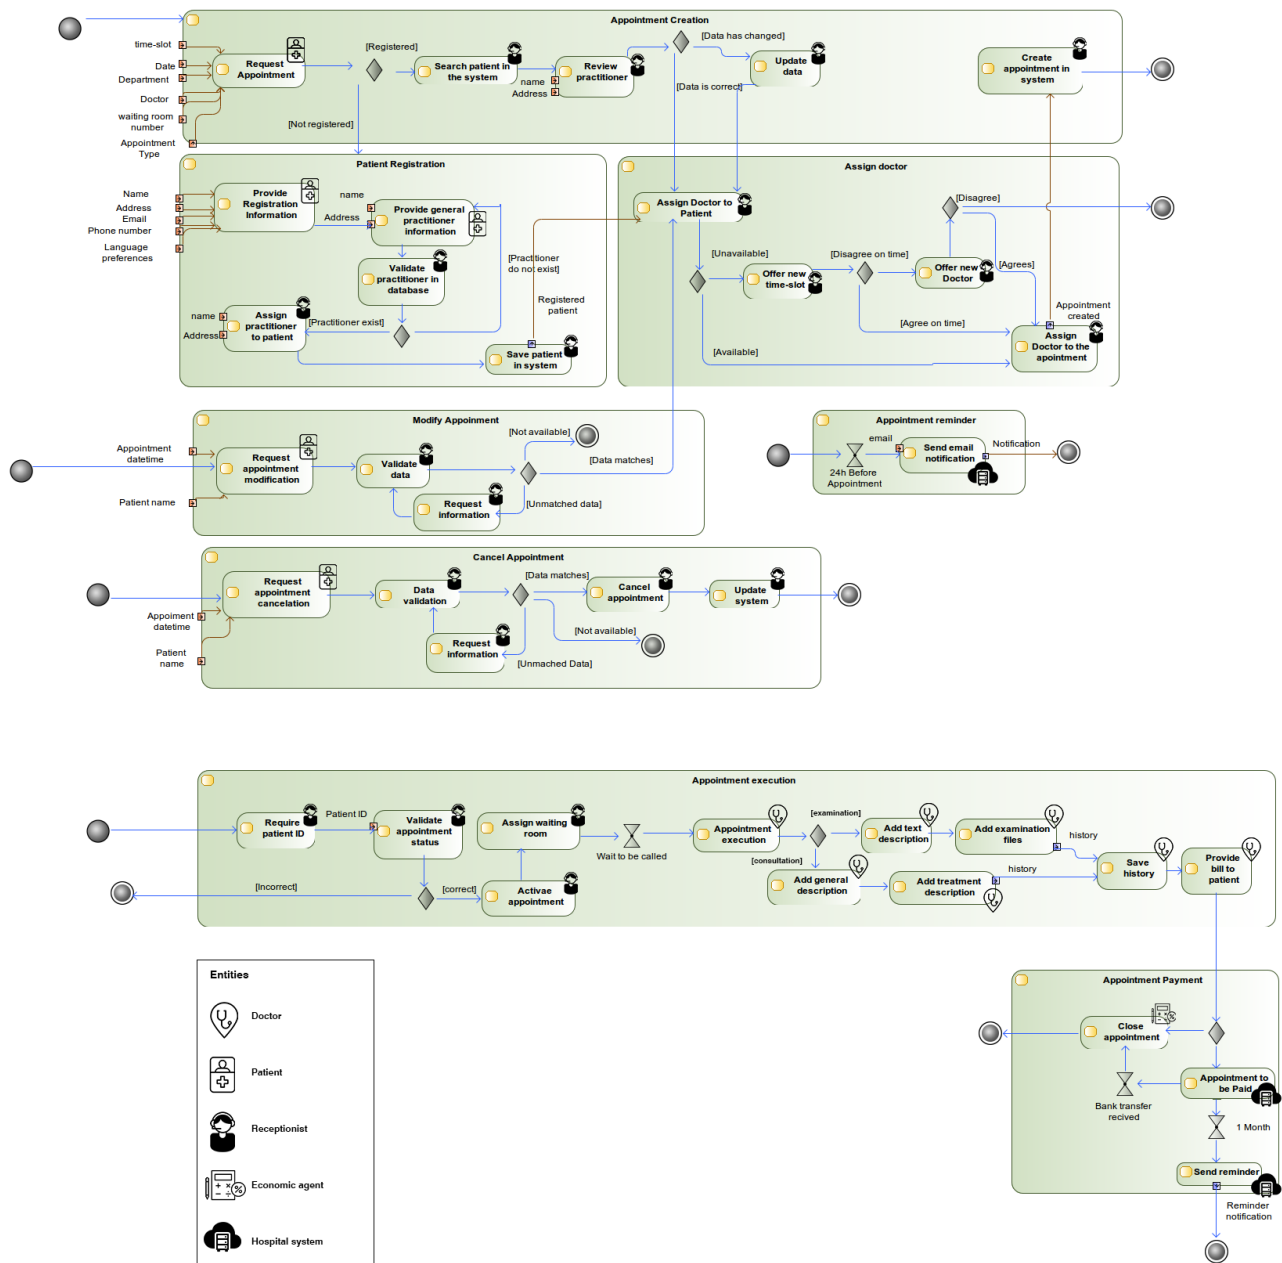 Appointment Creation
time-slot
Date
Department
Doctor
waiting room
number
Appointment
Type
Request
Appointment
[Registered]
[Not registered]
Search patient in
the system
name
Address
Review
practitioner
[Data has changed]
[Data is correct]
Update
data
Create
appointment in
system
Patient Registration
Name
Address
Email
Phone number
Language
preferences
Provide
Registration
Information
name
Address
Provide general
practitioner
information
Validate
practitioner in
database
[Practitioner
do not exist]
[Practitioner exist]
name
Address
Assign
practitioner
to patient
Save patient
in system
Registered
patient
Assign doctor
Assign Doctor to
Patient
[Unavailable]
[Available]
Offer new
time-slot
[Disagree on time]
[Agree on time]
Offer new
Doctor
[Disagree]
[Agrees]
Appointment
created
Assign
Doctor to the
apointment
Modify Appoinment
Appointment
datetime
Patient name
Request
appointment
modification
Validate
data
Request
information
[Not available]
[Data matches]
[Unmatched data]
Appointment reminder
24h Before
Appointment
email
Send email
notification
Notification
Cancel Appointment
Appoiment
datetime
Patient
name
Request
appointment
cancelation
Data
validation
Request
information
[Data matches]
[Not available]
[Unmached Data]
Cancel
appointment
Update
system
Appointment execution
Require
patient ID
Patient ID
Validate
appointment
status
[Incorrect]
[correct]
Activae
appointment
Assign waiting
room
Wait to be called
Appointment
execution
[examination]
[consultation]
Add text
description
Add examination
files
history
Add general
description
Add treatment
description
history
Save
history
Provide
bill to
patient
Entities
Doctor
Patient
Receptionist
Economic agent
Hospital system
Appointment Payment
Close
appointment
Appointment to
be Paid
Bank transfer
recived
1 Month
Send reminder
Reminder
notification